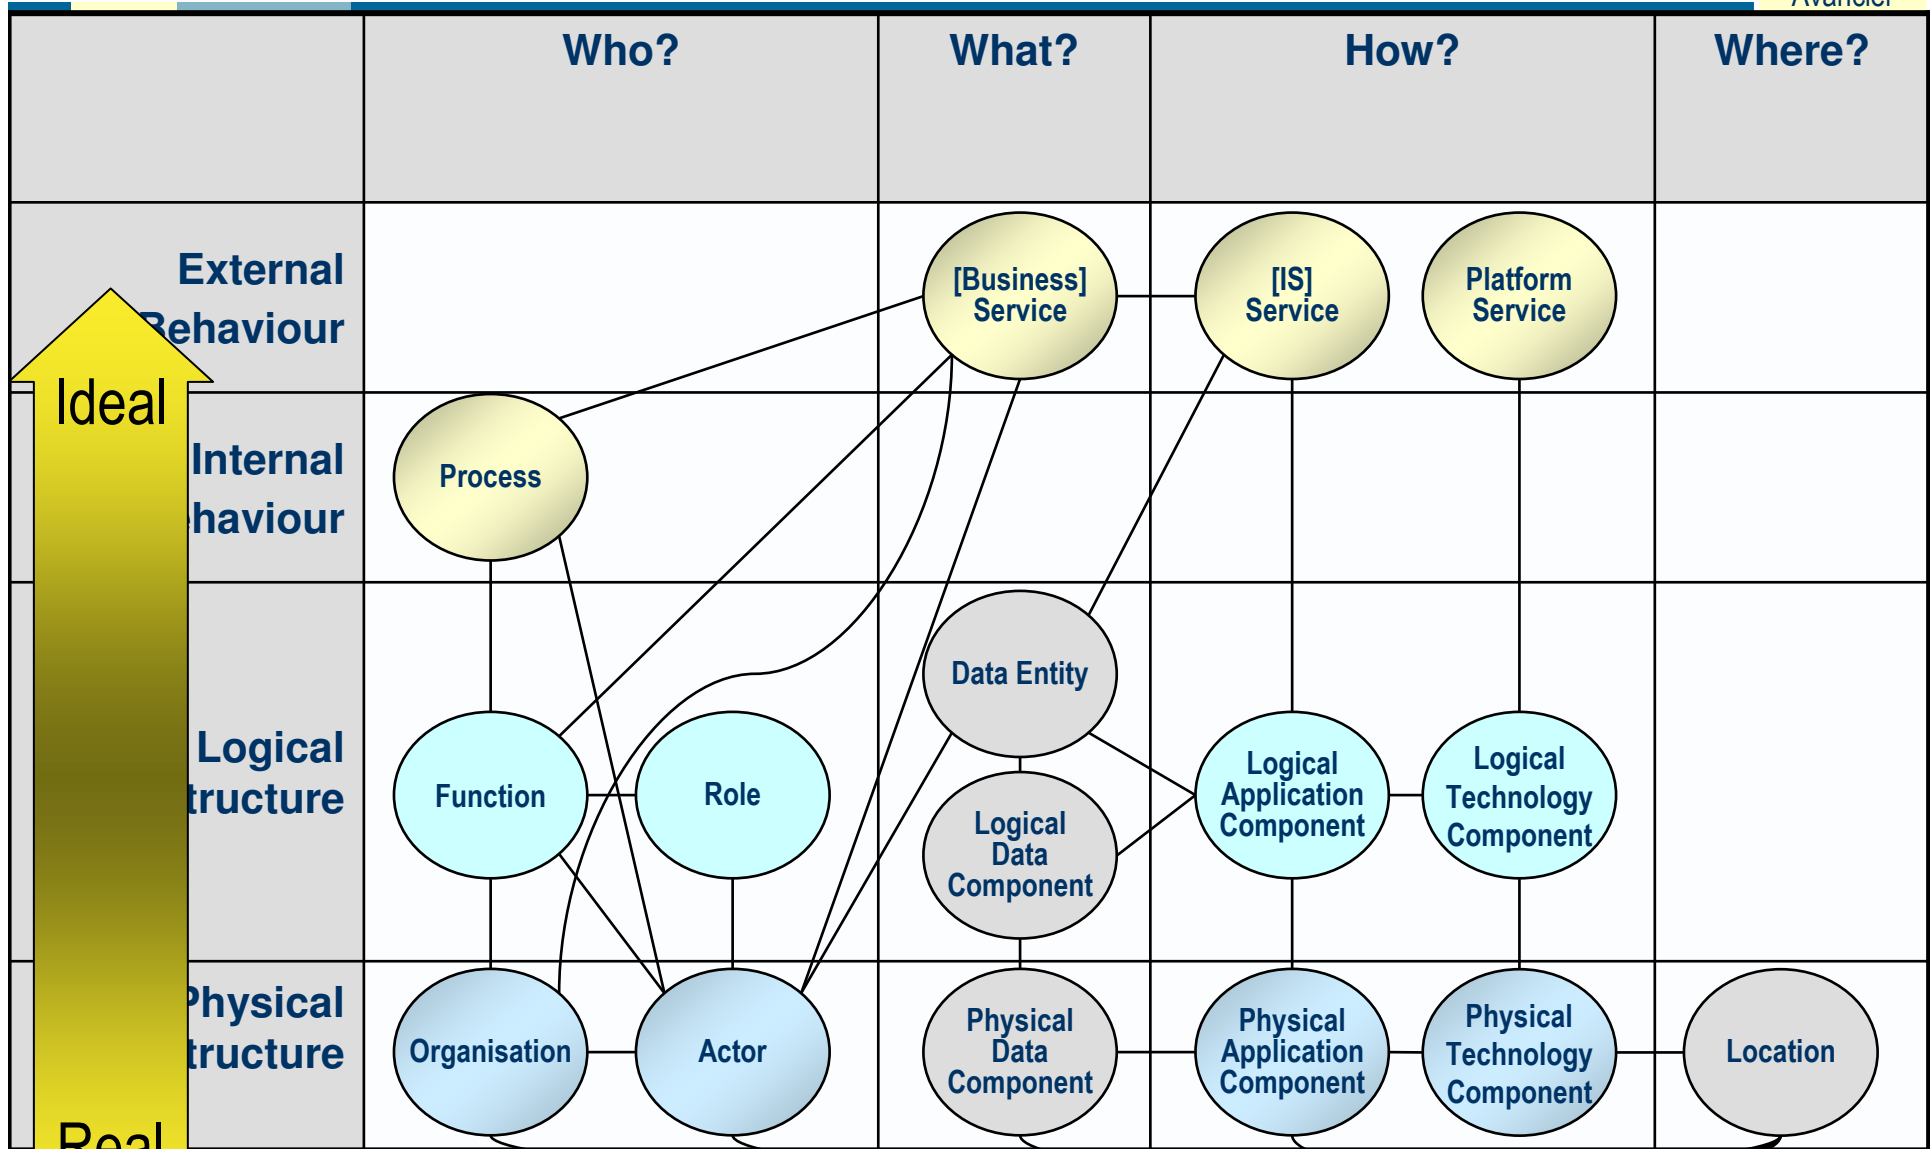 Who?
What?
How?
Where?
External
Behaviour
Internal
ehaviour
Logical
tructure
Physical
tructure
Ideal
Real
[Business]
Service
[IS]
Service
Platform
Service
Process
Data Entity
Function
Role
Logical
Data
Component
Logical
Application
Component
Logical
Technology
Component
Organisation
Actor
Physical
Data
Component
Physical
Application
Component
Physical
Technology
Component
Location